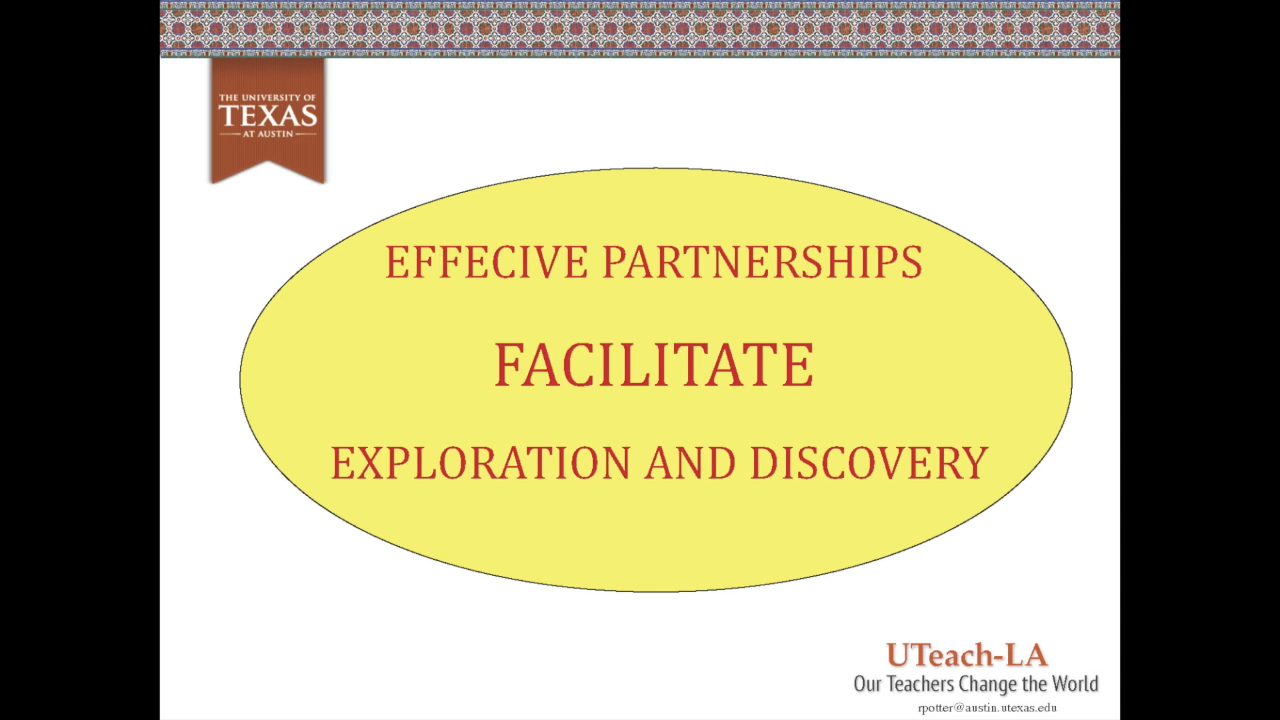 THE UNIVERSITY OF
TEXAS
AT AUSTIN
EFFECIVE PARTNERSHIPS
FACILITATE
EXPLORATION AND DISCOVERY
UTeach-LA
Our Teachers Change the World
rpotter@austin.utexas.edu